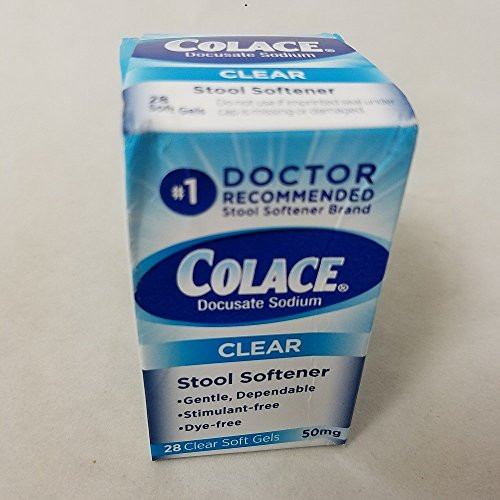 COLACE®
Docusate Sodium
CLEAR
Stool Softener
28
Soft Gels
Do not use if imprinted seal under
cap is missing or damaged.
#1 DOCTOR
RECOMMENDED
Stool Softener Brand
COLACE®
Docusate Sodium
CLEAR
Stool Softener
•Gentle, Dependable
•Stimulant-free
•Dye-free
28 Clear Soft Gels 50mg